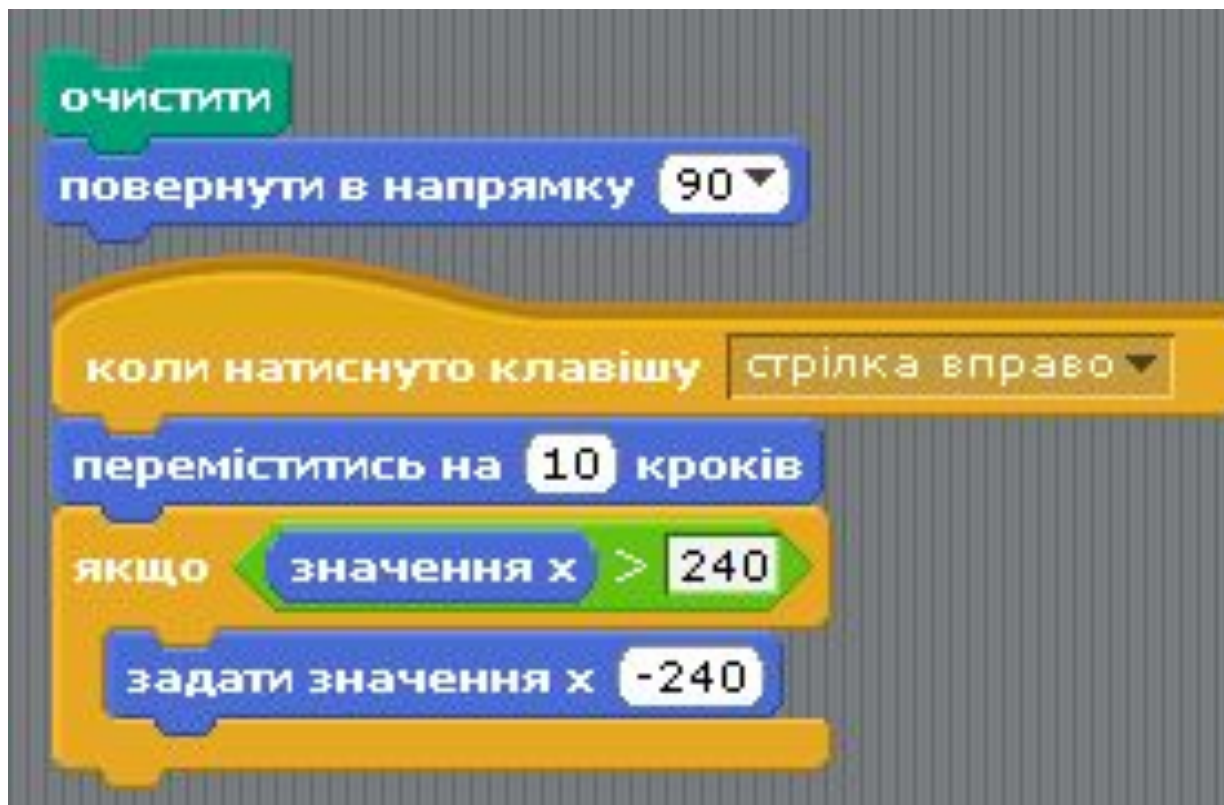 очистити
повернути в напрямку 90
коли натиснуто клавішу стрілка вправо
переміститись на 10 кроків
якщо значення x > 240
задати значення x -240